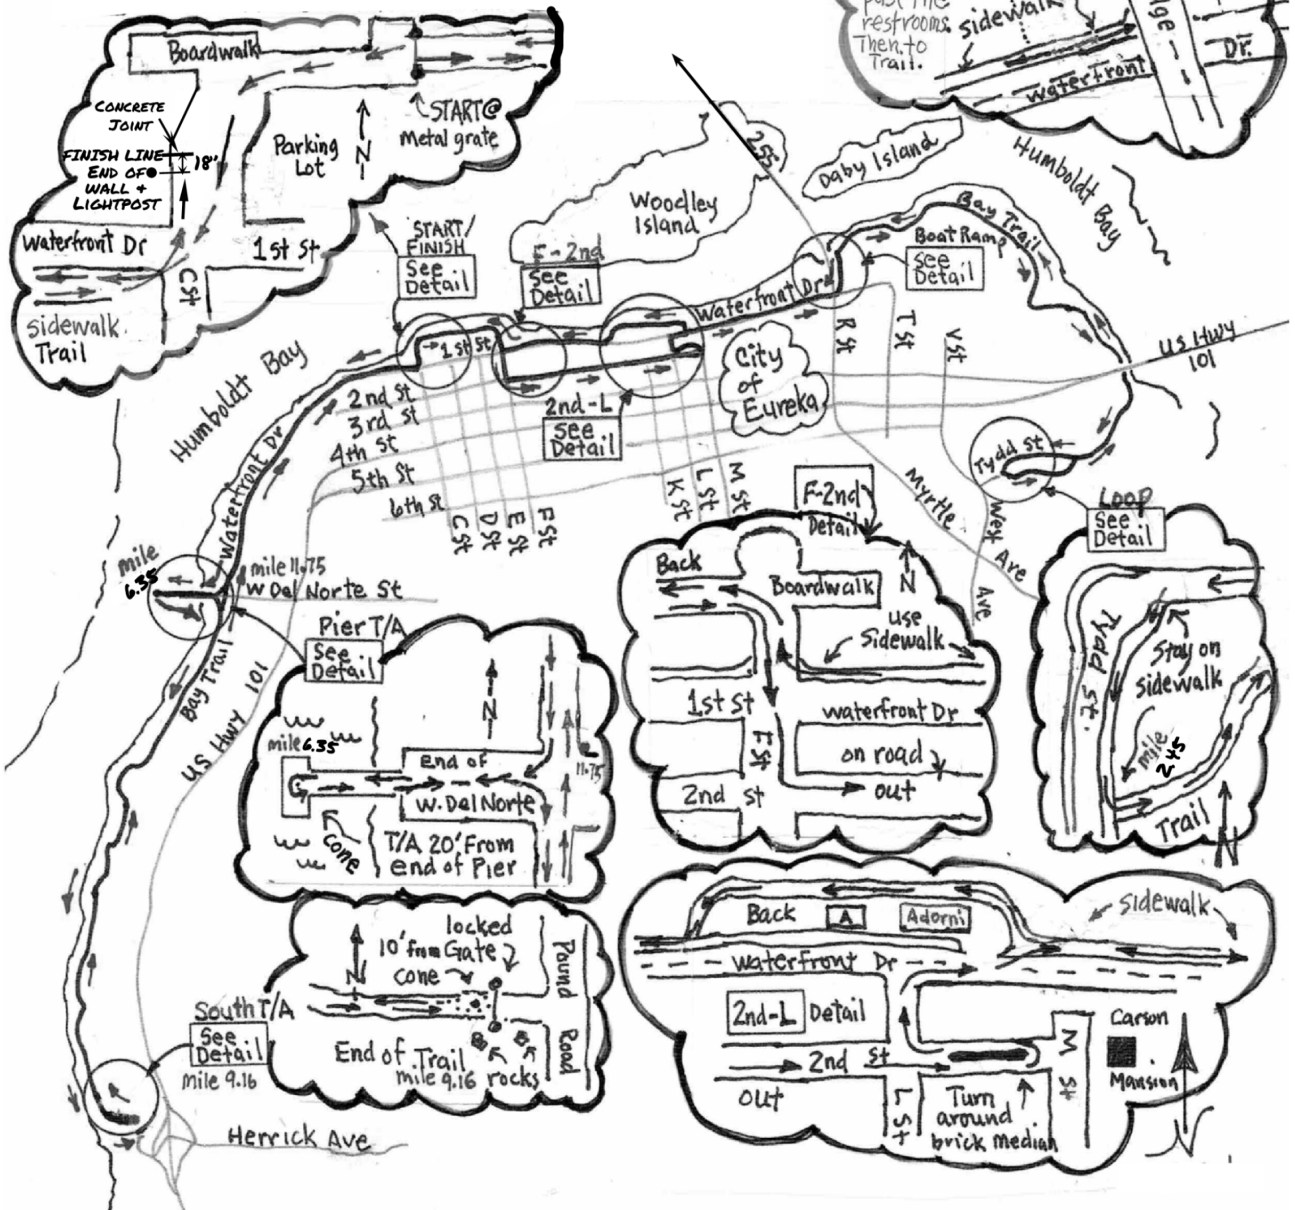 Boardwalk
CONCRETE
JOINT
FINISH LINE
18'
END OF
WALL +
LIGHTPOST
Parking
Lot
N
START@
Metal grate
Waterfront Dr
1st St
C St
Sidewalk
Trail
past the
restrooms.
Then to
Trail.
Sidewalk
Waterfront
Dr.
Humboldt
Bay
255
Daby Island
Woodley
Island
START/
FINISH
See
Detail
F-2nd
See
Detail
Bay Trail
Boat Ramp
See
Detail
Waterfront Dr
1st St
City
of
Eureka
R St
T St
V St
US Hwy
101
Humboldt Bay
2nd St
3rd St
4th St
5th St
6th St
2nd-L
See
Detail
C St
D St
E St
F St
K St
L St
M St
Tydd St
Myrtle Ave
West Ave
Waterfront Dr
mile
6.35
mile 11.75
W Del Norte St
Bay Trail
US Hwy 101
Pier T/A
See
Detail
N
mile 6.35
End of
W. Del Norte
11.75
cone
T/A 20' From
end of Pier
F-2nd
Detail
Back
N
Boardwalk
use
Sidewalk
1st St
Waterfront Dr
F St
on road
2nd St
out
LOOP
See
Detail
Tydd St.
Stay on
Sidewalk
mile
2.45
Trail
N
locked
10' from Gate
cone
N
Pound
Road
End of Trail
mile 9.16
rocks
South T/A
See
Detail
mile 9.16
Herrick Ave
Sidewalk
Back
A
Adorni
Waterfront Dr
2nd-L Detail
2nd St
out
L St
M St
Carson
Mansion
Turn
around
brick median
N